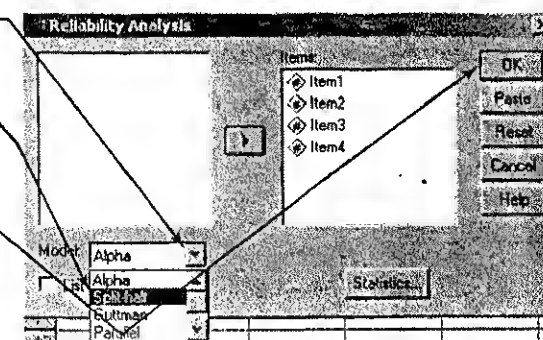 Reliability Analysis
Items:
Item1
Item2
Item3
Item4
OK
Paste
Reset
Cancel
Help
Model: Alpha
List
Alpha
Split-half
Guttman
Parallel
Statistics...